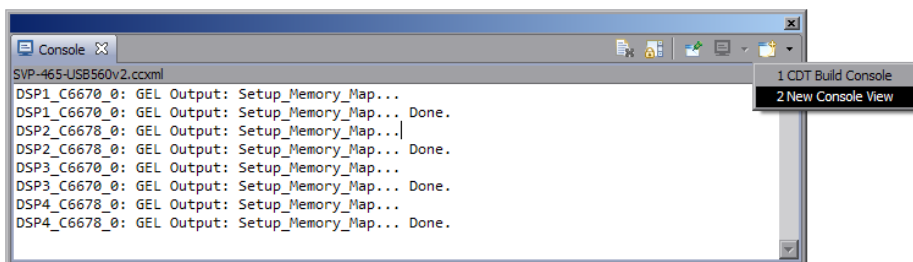 Console
SVP-465-USB560v2.ccxml
1 CDT Build Console
2 New Console View
DSP1_C6670_0: GEL Output: Setup_Memory_Map...
DSP1_C6670_0: GEL Output: Setup_Memory_Map... Done.
DSP2_C6678_0: GEL Output: Setup_Memory_Map...
DSP2_C6678_0: GEL Output: Setup_Memory_Map... Done.
DSP3_C6670_0: GEL Output: Setup_Memory_Map...
DSP3_C6670_0: GEL Output: Setup_Memory_Map... Done.
DSP4_C6678_0: GEL Output: Setup_Memory_Map...
DSP4_C6678_0: GEL Output: Setup_Memory_Map... Done.